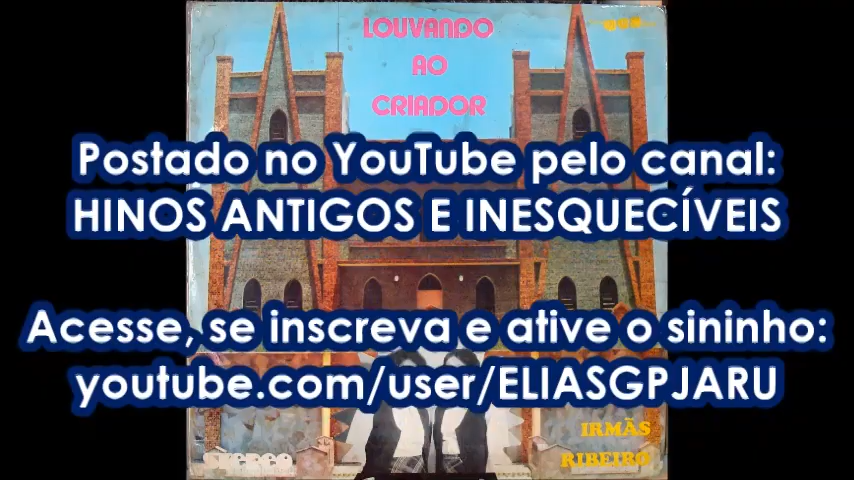 LOUVANDO
AO
CRIADOR
Postado no YouTube pelo canal:
HINOS ANTIGOS E INESQUECÍVEIS
Acesse, se inscreva e ative o sininho:
youtube.com/user/ELIASGPJARU
IRMÃS
RIBEIRO
Stereo